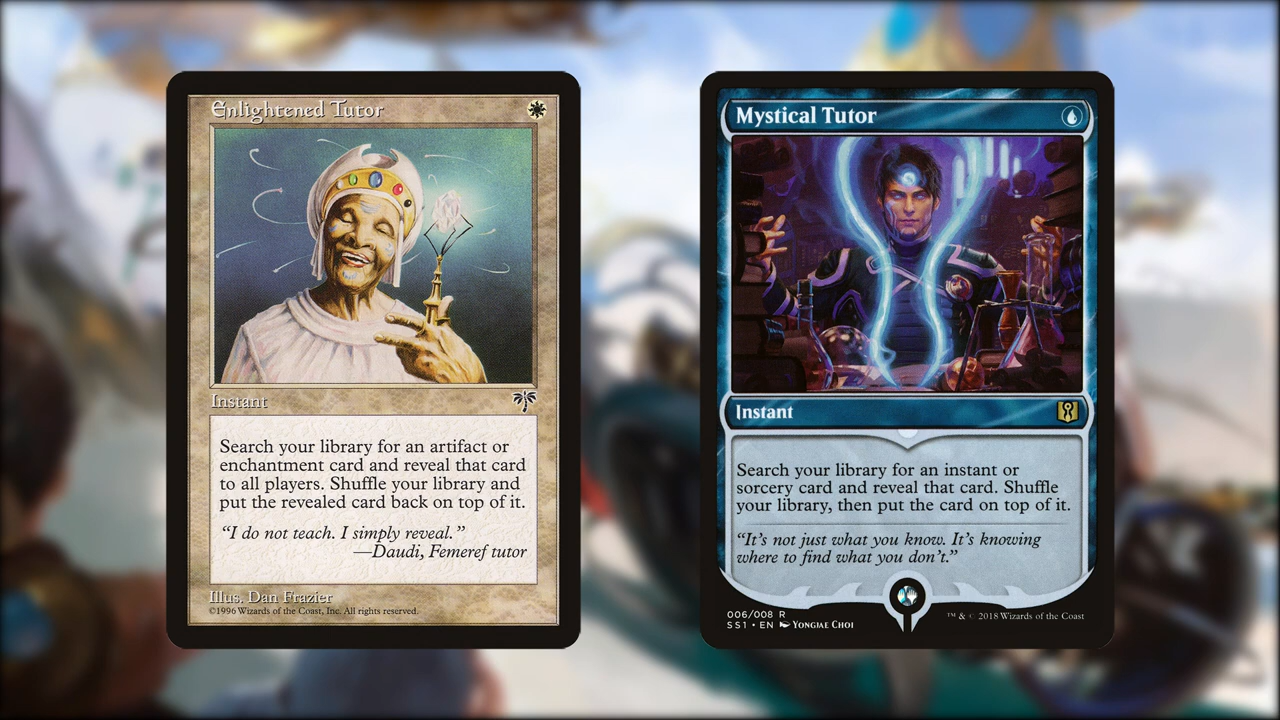 Enlightened Tutor
Instant
Search your library for an artifact or
enchantment card and reveal that card
to all players. Shuffle your library and
put the revealed card back on top of it.
“I do not teach. I simply reveal.”
—Daudi, Femeref tutor
Illus. Dan Frazier
©1996 Wizards of the Coast, Inc. All rights reserved.
Mystical Tutor
Instant
Search your library for an instant or
sorcery card and reveal that card. Shuffle
your library, then put the card on top of it.
“It’s not just what you know. It’s knowing
where to find what you don’t.”
006/008 R
SS1 • EN Yongjae Choi
™ & © 2018 Wizards of the Coast